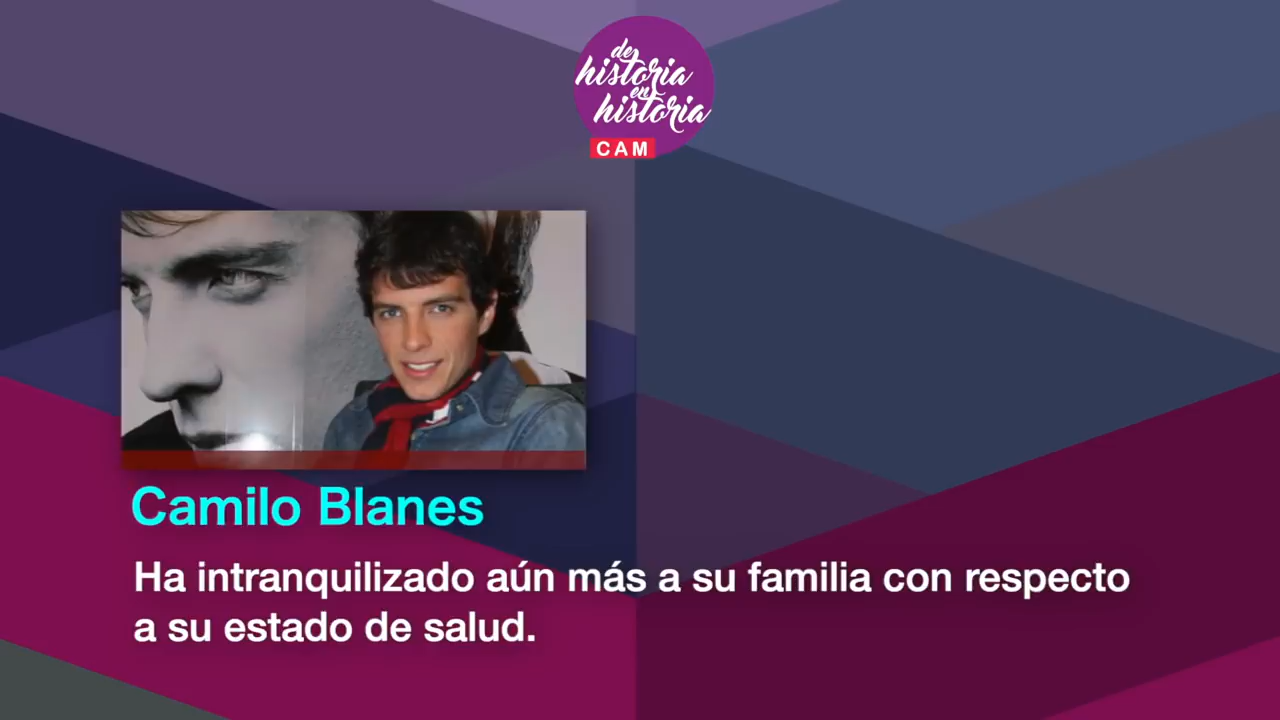 de
historia
en
historia
CAM
Camilo Blanes
Ha intranquilizado aún más a su familia con respecto
a su estado de salud.